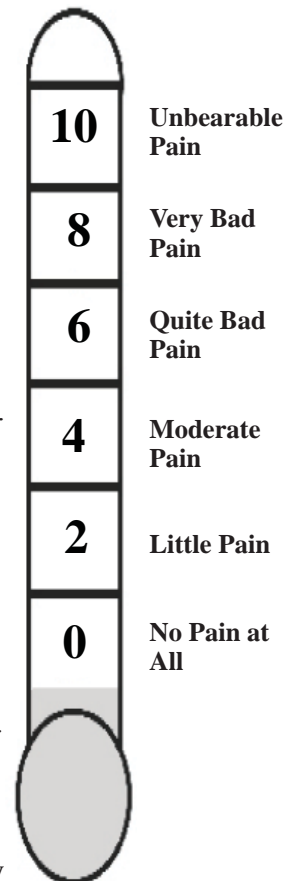 10 Unbearable
Pain
8 Very Bad
Pain
6 Quite Bad
Pain
4 Moderate
Pain
2 Little Pain
0 No Pain at
All